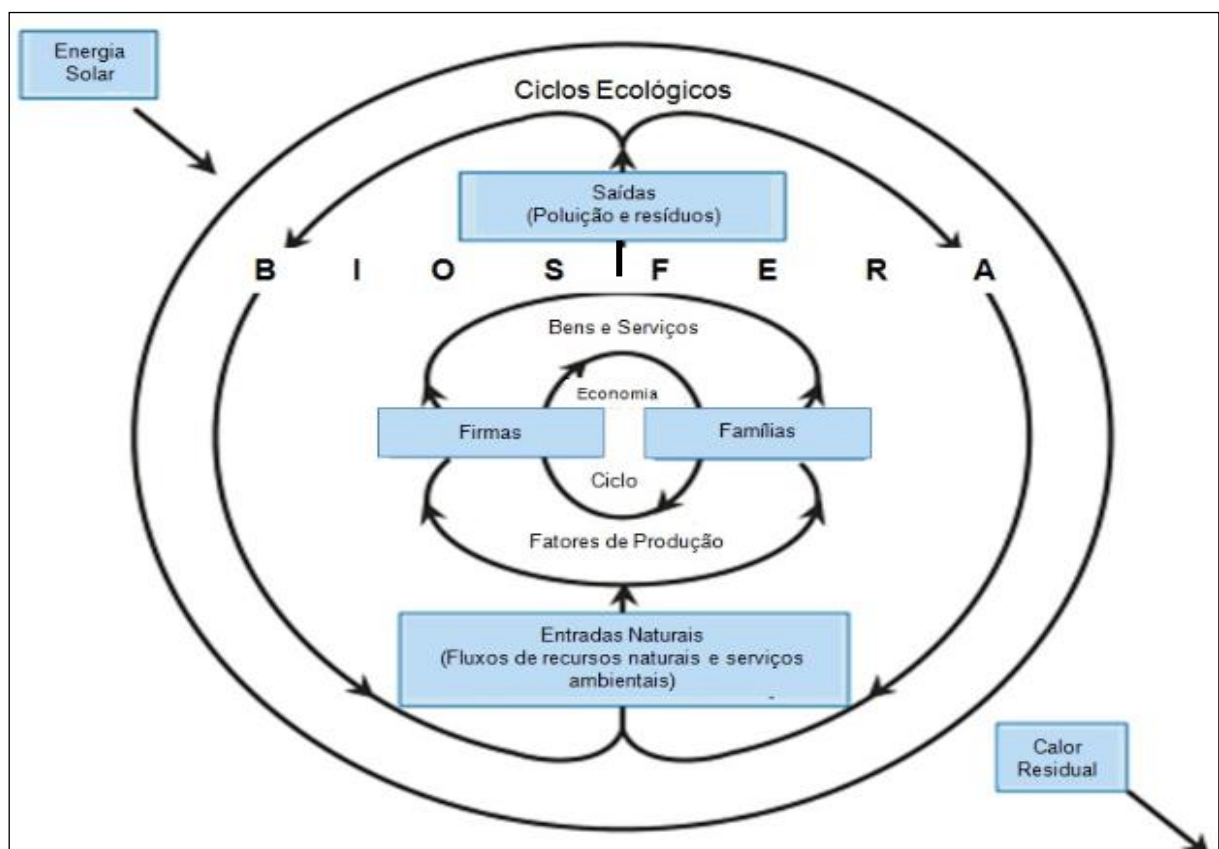 Energia
Solar
Ciclos Ecológicos
Saídas
(Poluição e resíduos)
B I O S F E R A
Bens e Serviços
Economia
Firmas
Famílias
Ciclo
Fatores de Produção
Entradas Naturais
(Fluxos de recursos naturais e serviços
ambientais)
Calor
Residual